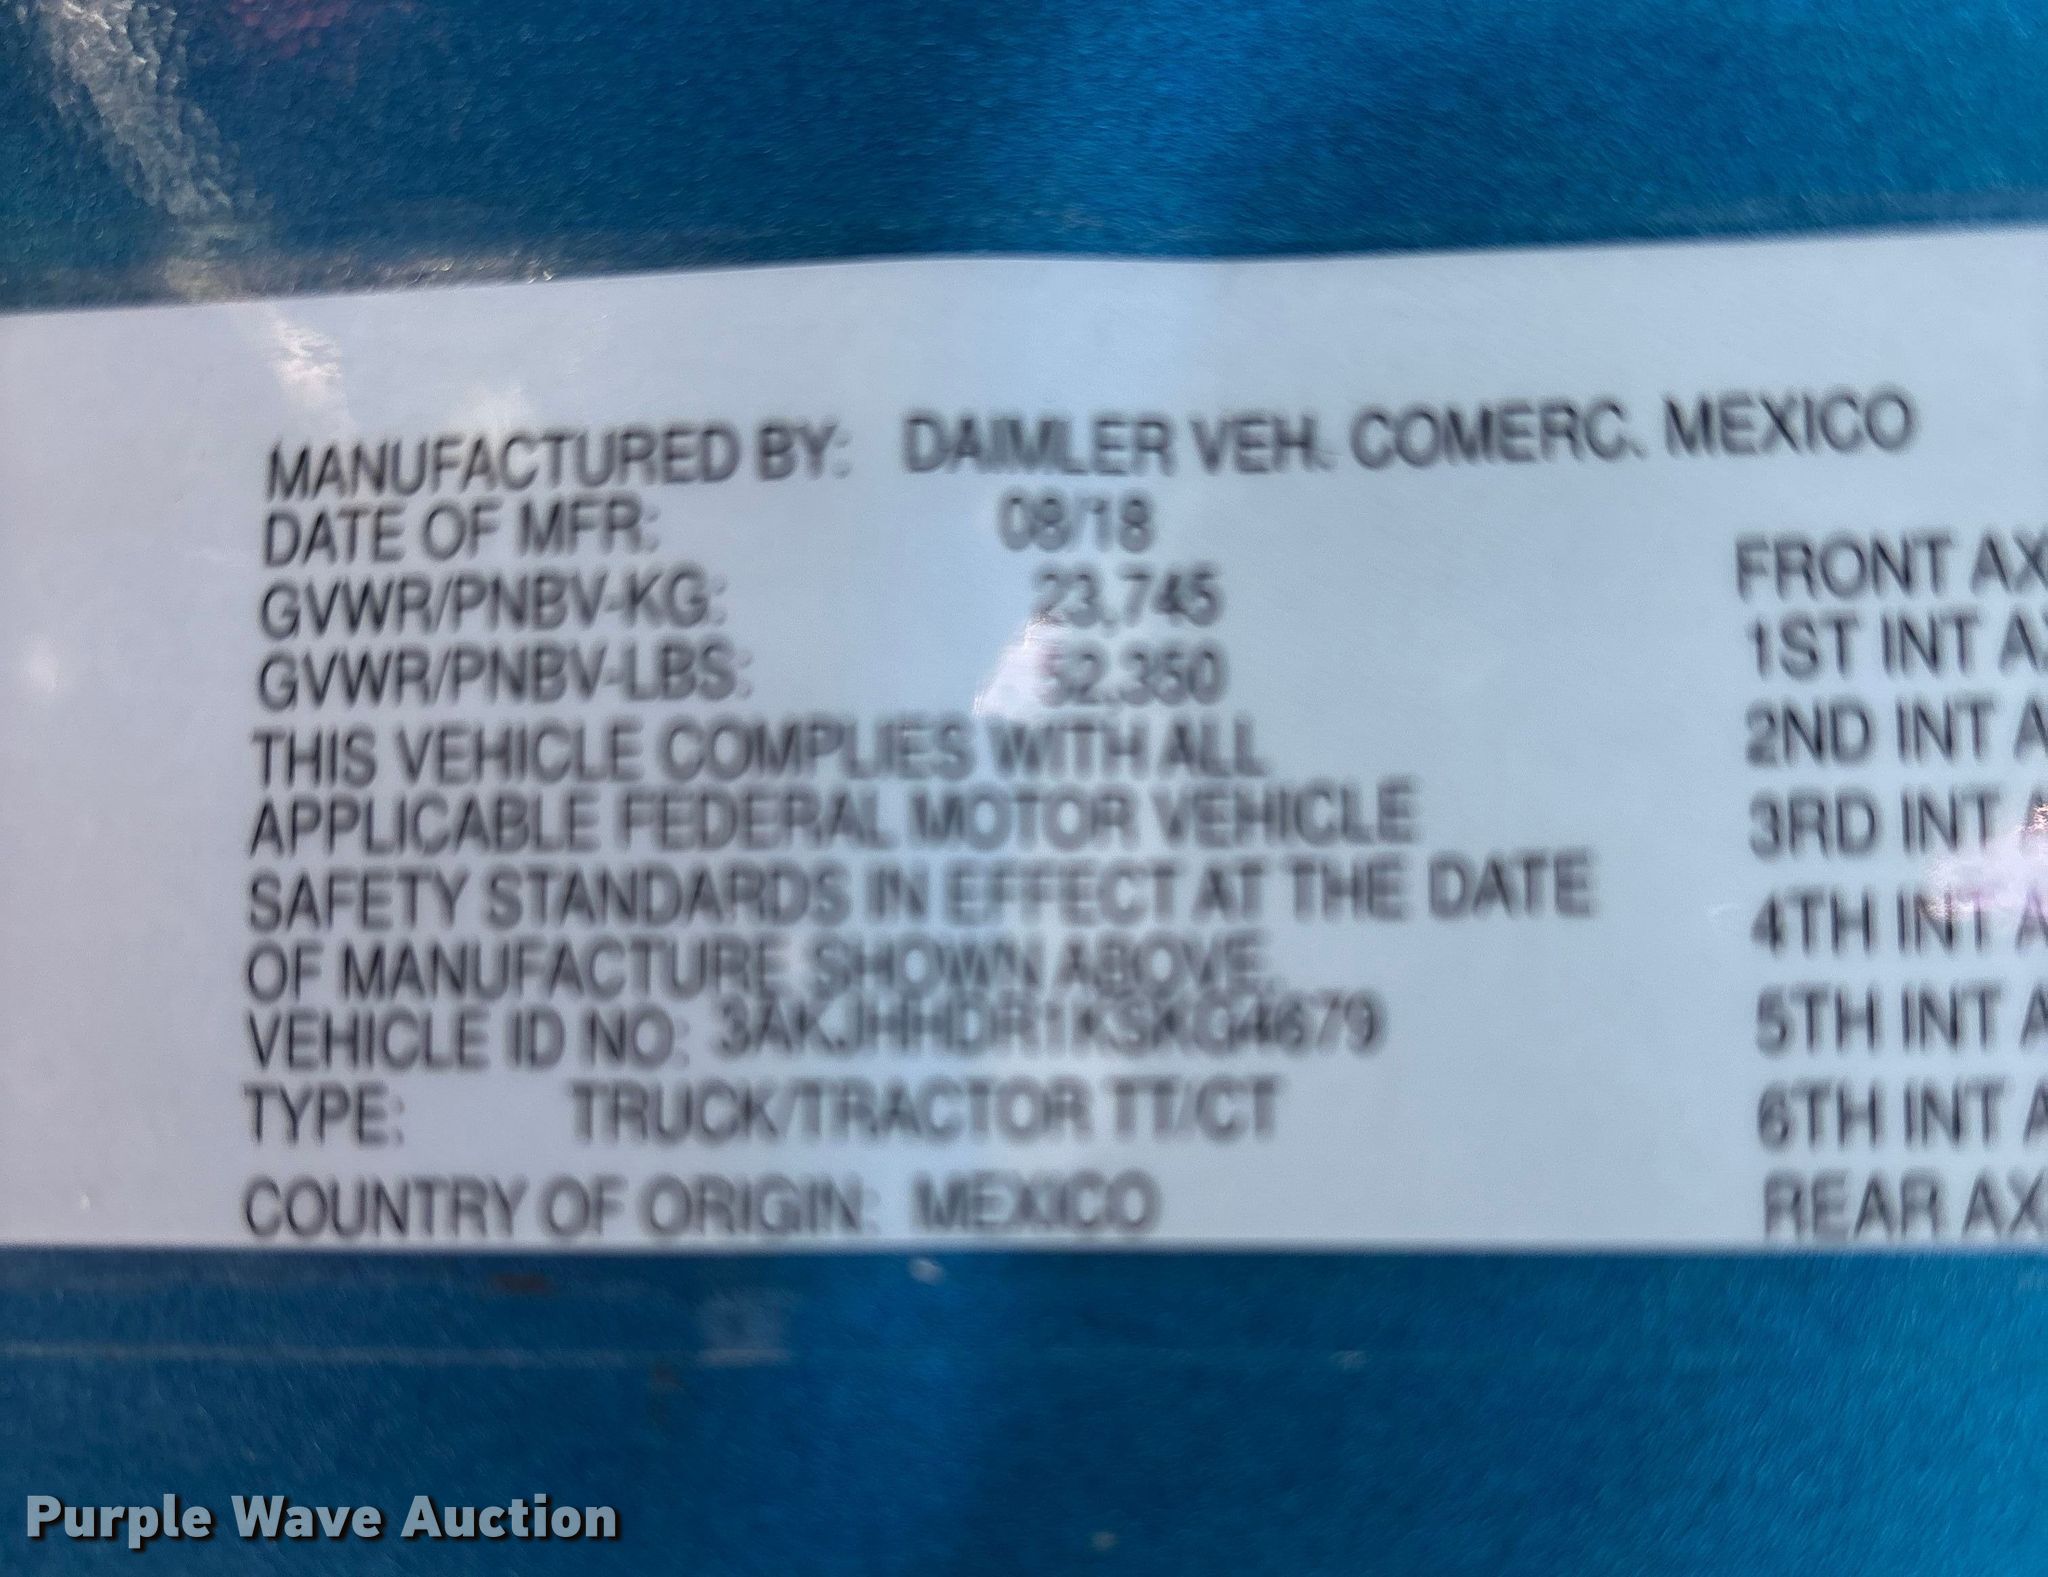 MANUFACTURED BY: DAIMLER VEH. COMERC. MEXICO
DATE OF MFR: 08/18
GVWR/PNBV-KG: 23,745
GVWR/PNBV-LBS: 52,350
THIS VEHICLE COMPLIES WITH ALL
APPLICABLE FEDERAL MOTOR VEHICLE
SAFETY STANDARDS IN EFFECT AT THE DATE
OF MANUFACTURE SHOWN ABOVE.
VEHICLE ID NO: 3AKJHHDR1KSKG4679
TYPE: TRUCK/TRACTOR TT/CT
COUNTRY OF ORIGIN: MEXICO
FRONT AX
1ST INT A
2ND INT A
3RD INT A
4TH INT A
5TH INT A
6TH INT A
REAR AX
Purple Wave Auction